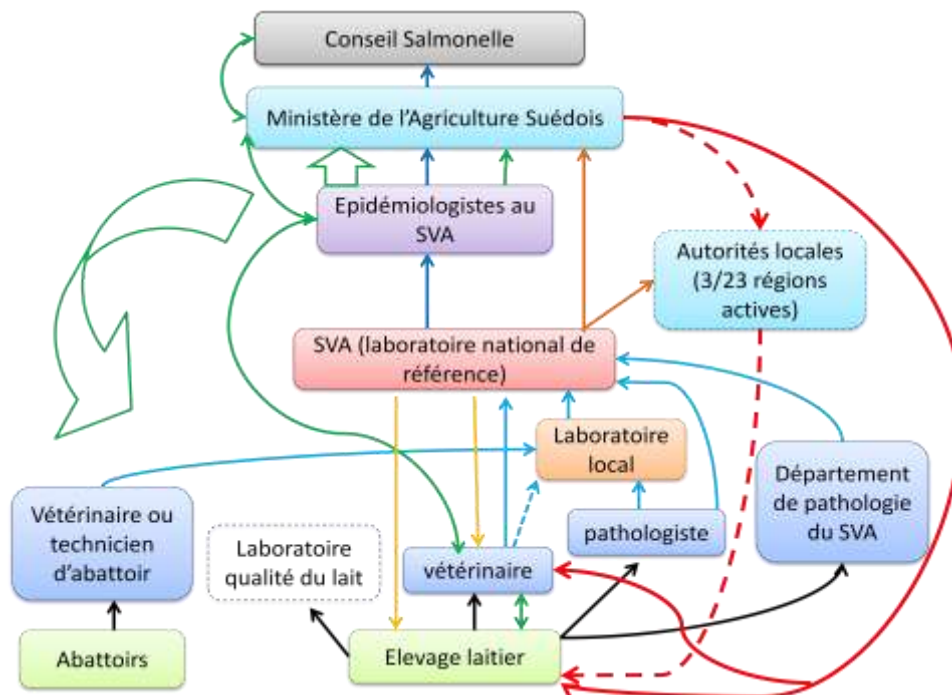 Conseil Salmonelle
Ministère de l'Agriculture Suédois
Epidémiologistes au
SVA
Autorités locales
(3/23 régions
actives)
SVA (laboratoire national de
référence)
Laboratoire
local
Département
de pathologie
du SVA
Vétérinaire ou
technicien
d'abattoir
Laboratoire
qualité du lait
vétérinaire
pathologiste
Abattoirs
Elevage laitier